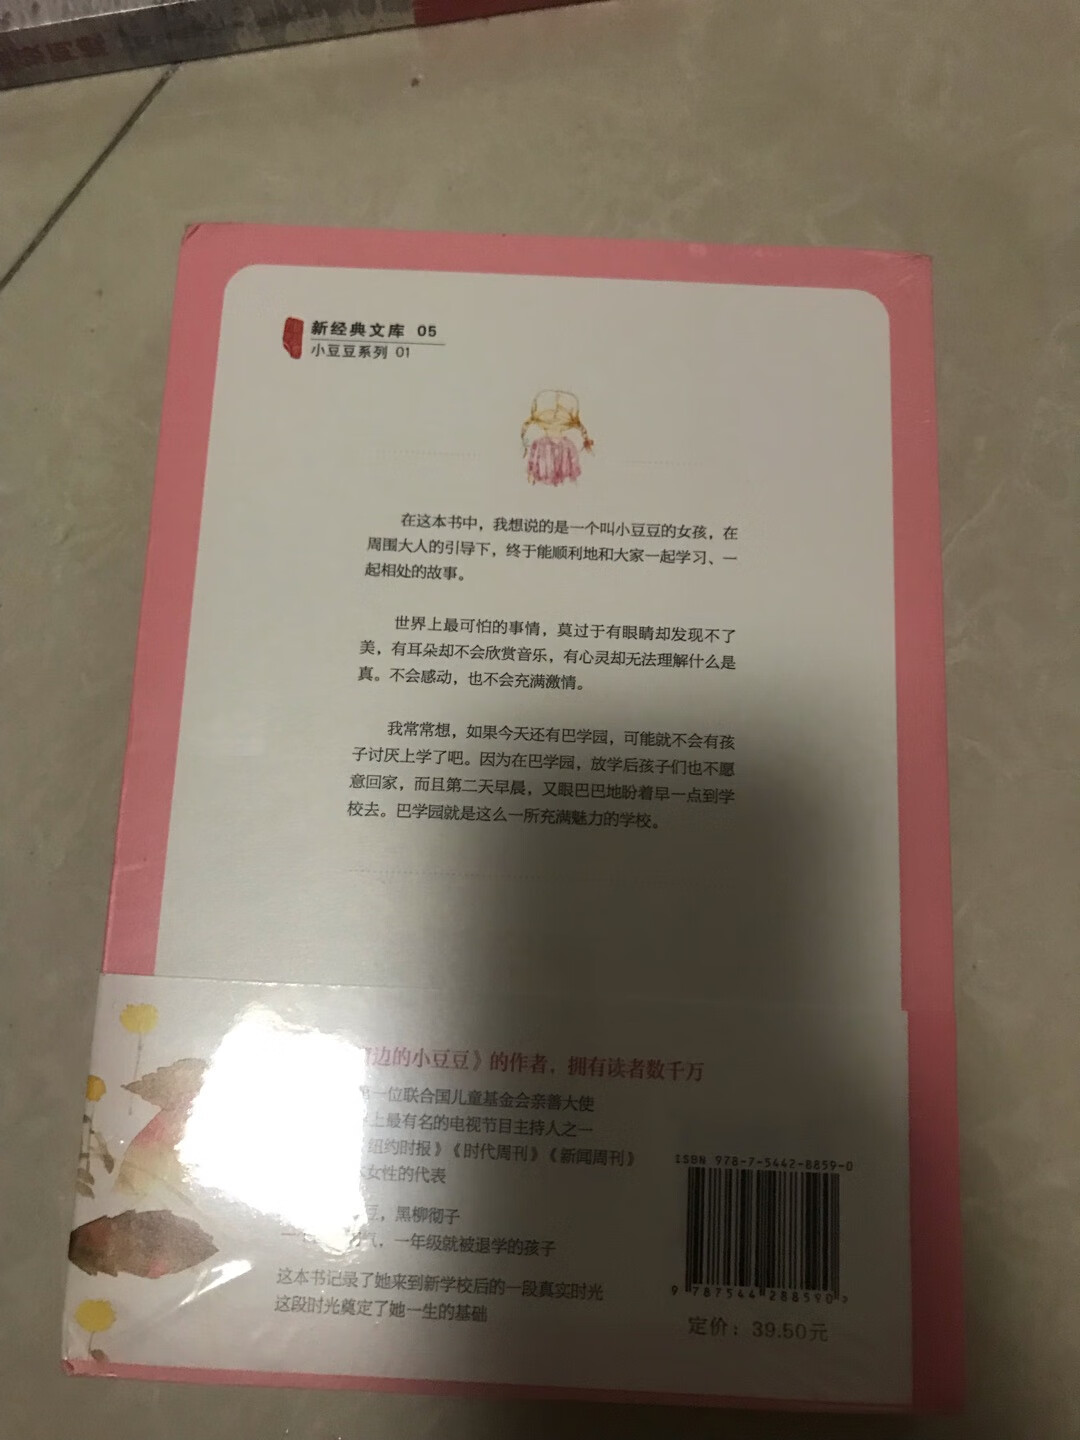 新经典文库 05
小豆豆系列 01
在这本书中，我想说的是一个叫小豆豆的女孩，在
周围大人的引导下，终于能顺利地和大家一起学习、一
起相处的故事。
世界上最可怕的事情，莫过于有眼睛却发现不了
美，有耳朵却不会欣赏音乐，有心灵却无法理解什么是
真。不会感动，也不会充满激情。
我常常想，如果今天还有巴学园，可能就不会有孩
子讨厌上学了吧。因为在巴学园，放学后孩子们也不愿
意回家，而且第二天早晨，又眼巴巴地盼着早一点到学
校去。巴学园就是这么一所充满魅力的学校。
边的小豆豆》的作者，拥有读者数千万
一位联合国儿童基金会亲善大使
上最有名的电视节目主持人之一
纽约时报》《时代周刊》《新闻周刊》
女性的代表
豆，黑柳彻子
一年级就被退学的孩子
这本书记录了她来到新学校后的一段真实时光
这段时光奠定了她一生的基础
ISBN 978-7-5442-8859-0
9 787544 288590 >
定价：39.50元